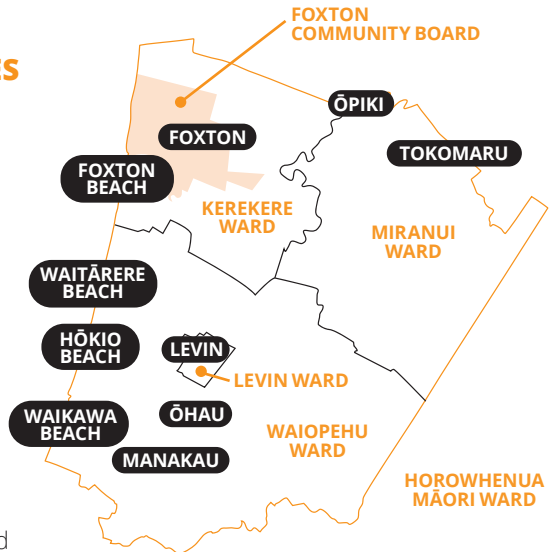 FOXTON
COMMUNITY BOARD
ES
ŌPIKI
FOXTON
TOKOMARU
FOXTON
BEACH
KEREKERE
WARD
MIRANUI
WARD
WAITĀRERE
BEACH
HŌKIO
BEACH
LEVIN
LEVIN WARD
WAIKAWA
BEACH
ŌHAU
WAIOPEHU
WARD
MANAKAU
HOROWHENUA
MĀORI WARD
d